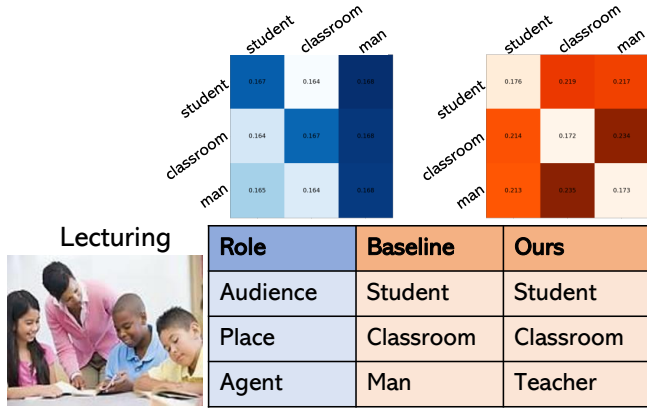 student classroom man student classroom man
student 0.167 0.164 0.168 student 0.176 0.219 0.217
classroom 0.164 0.167 0.168 classroom 0.214 0.172 0.234
man 0.165 0.164 0.168 man 0.213 0.235 0.173
Lecturing
Role Baseline Ours
Audience Student Student
Place Classroom Classroom
Agent Man Teacher